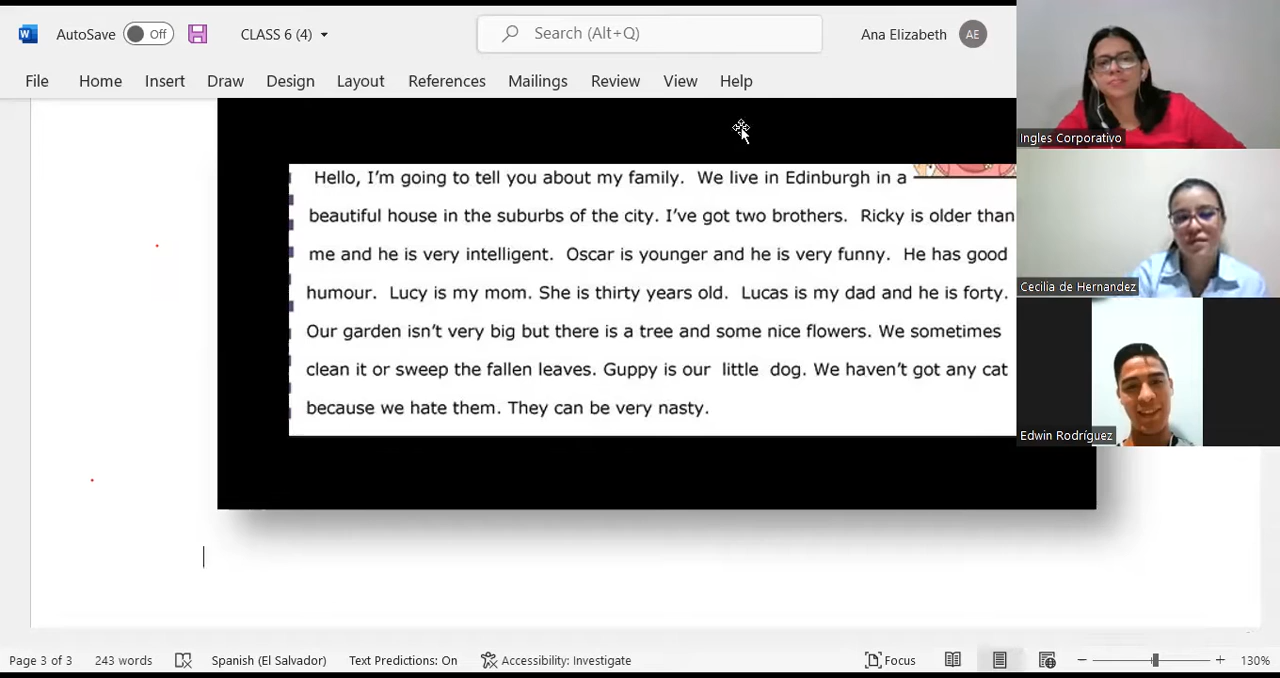 AutoSave Off CLASS 6 (4) Search (Alt+Q) Ana Elizabeth AE
File Home Insert Draw Design Layout References Mailings Review View Help
Hello, I'm going to tell you about my family. We live in Edinburgh in a
beautiful house in the suburbs of the city. I've got two brothers. Ricky is older than
me and he is very intelligent. Oscar is younger and he is very funny. He has good
humour. Lucy is my mom. She is thirty years old. Lucas is my dad and he is forty.
Our garden isn't very big but there is a tree and some nice flowers. We sometimes
clean it or sweep the fallen leaves. Guppy is our little dog. We haven't got any cat
because we hate them. They can be very nasty.
Ingles Corporativo
Cecilia de Hernandez
Edwin Rodríguez
Page 3 of 3 243 words Spanish (El Salvador) Text Predictions: On Accessibility: Investigate Focus 130%